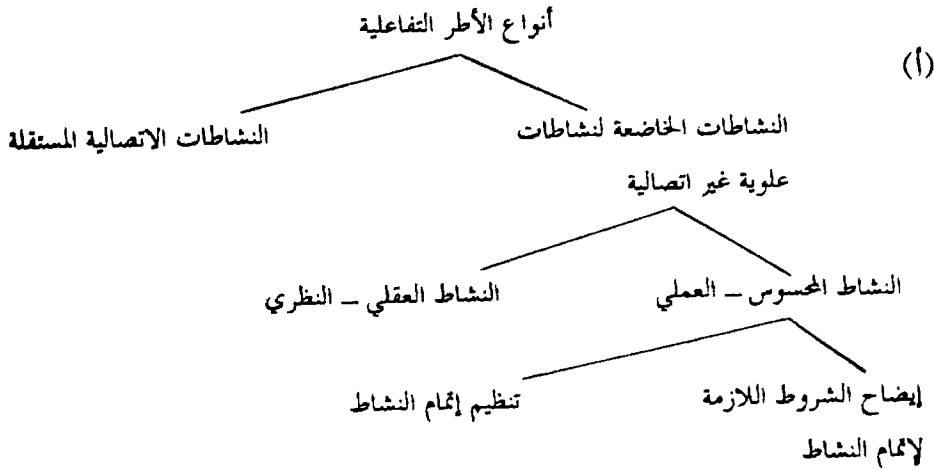 أنواع الأطر التفاعلية
(أ)
النشاطات الخاضعة لنشاطات
علوية غير اتصالية
النشاطات الاتصالية المستقلة
النشاط المحسوس – العملي
النشاط العقلي – النظري
إيضاح الشروط اللازمة
لإتمام النشاط
تنظيم إتمام النشاط